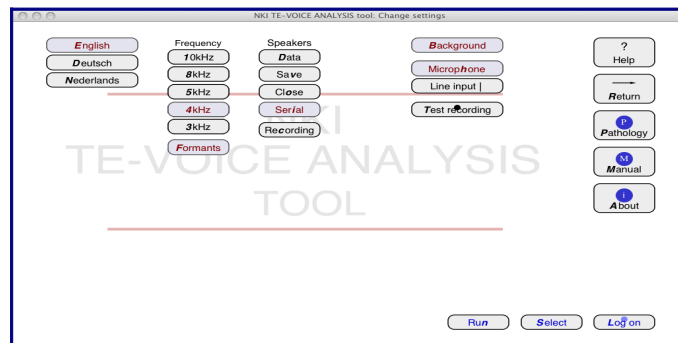 NKI TE-VOICE ANALYSIS tool: Change settings
English
Deutsch
Nederlands
Frequency
10kHz
8kHz
5kHz
4kHz
3kHz
Formants
Speakers
Data
Save
Close
Serial
Recording
Background
Microphone
Line input |
Test recording
?
Help
Return
P
Pathology
M
Manual
i
About
NKI
TE-VOICE ANALYSIS
TOOL
Run
Select
Log on